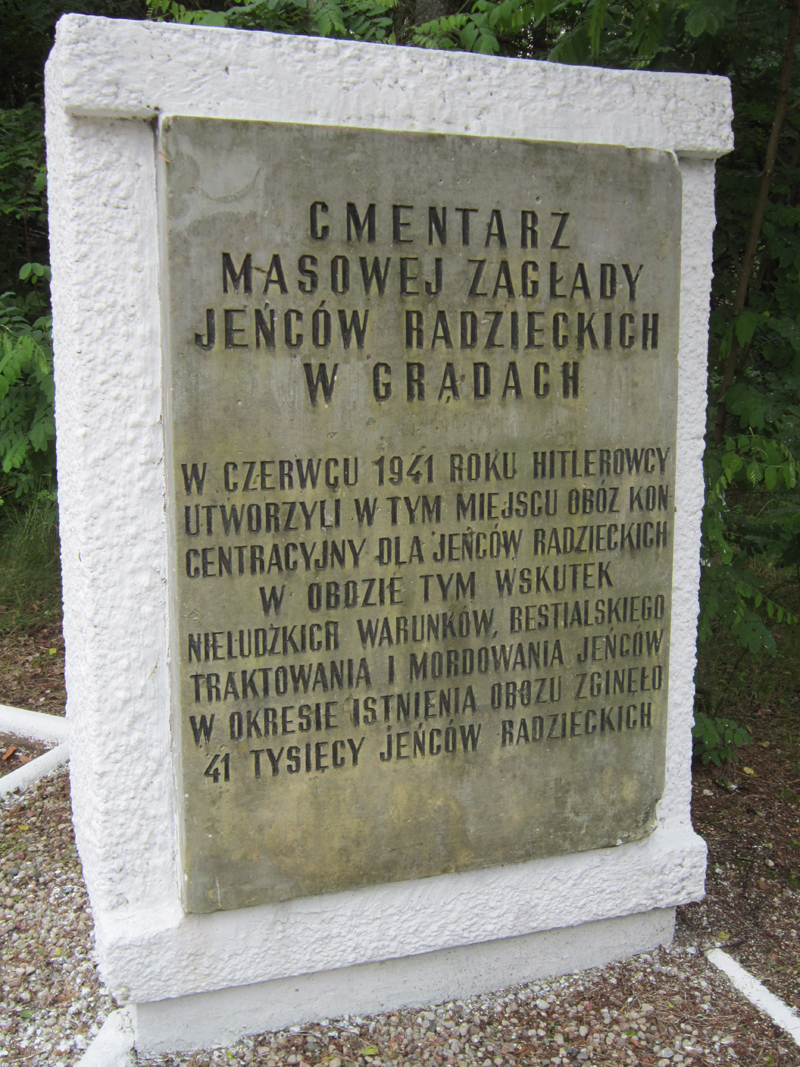 CMENTARZ
MASOWEJ ZAGŁADY
JEŃCÓW RADZIECKICH
W GRĄDACH
W CZERWCU 1941 ROKU HITLEROWCY
UTWORZYLI W TYM MIEJSCU OBÓZ KON
CENTRACYJNY DLA JEŃCÓW RADZIECKICH
W OBOZIE TYM WSKUTEK
NIELUDZKICH WARUNKÓW, BESTIALSKIEGO
TRAKTOWANIA I MORDOWANIA JEŃCÓW
W OKRESIE ISTNIENIA OBOZU ZGINĘŁO
41 TYSIĘCY JEŃCÓW RADZIECKICH